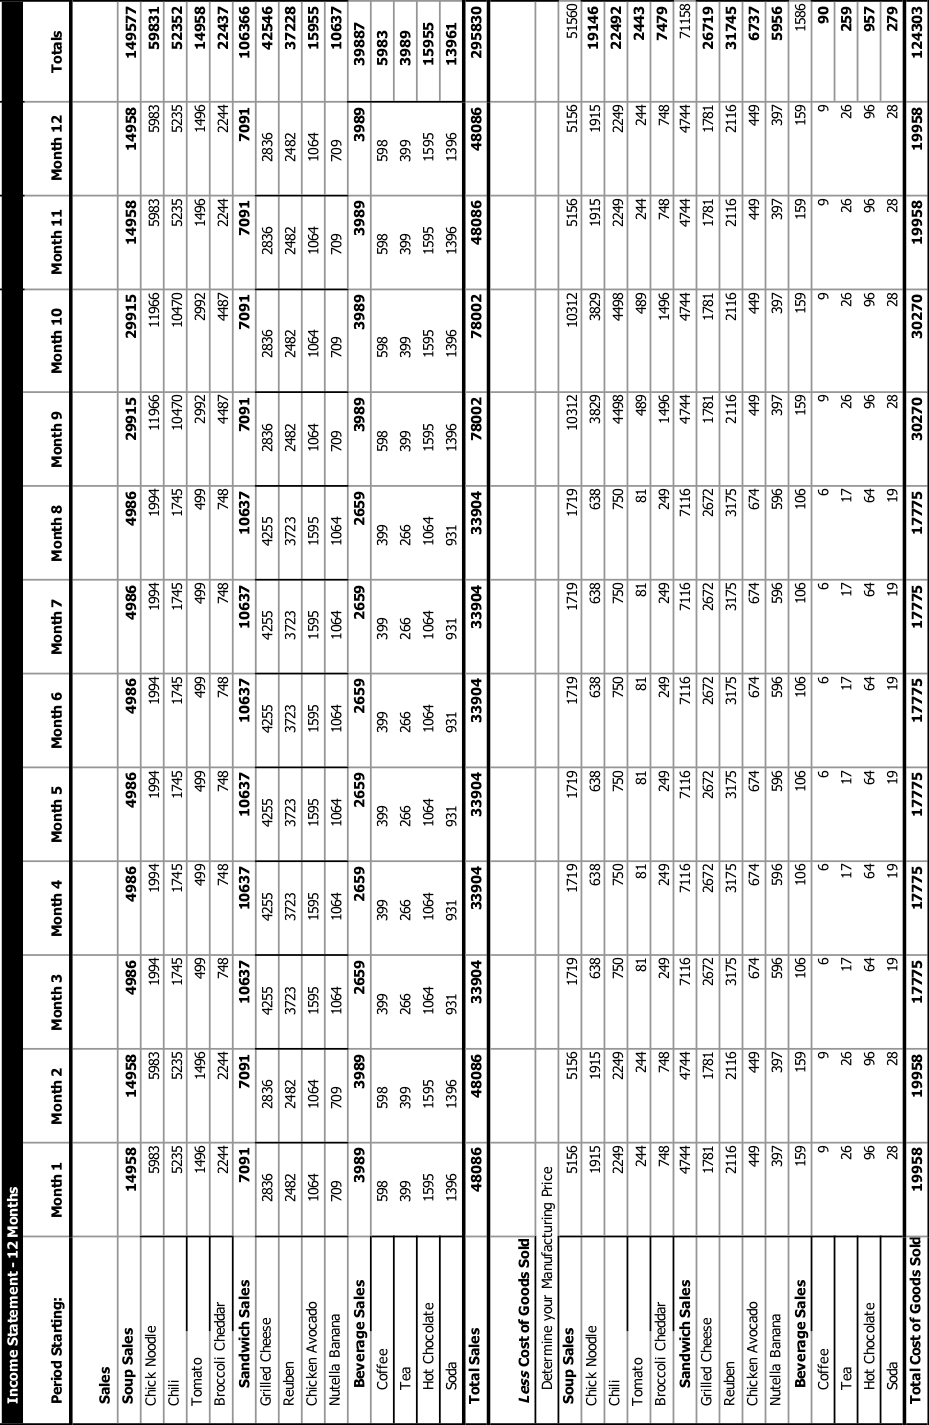 Income Statement - 12 Months
Period Starting: Month 1 Month 2 Month 3 Month 4 Month 5 Month 6 Month 7 Month 8 Month 9 Month 10 Month 11 Month 12 Totals
Sales
Soup Sales 14958 14958 4986 4986 4986 4986 4986 4986 29915 29915 14958 14958 149577
Chick Noodle 5983 5983 1994 1994 1994 1994 1994 1994 11966 11966 5983 5983 59831
Chili 5235 5235 1745 1745 1745 1745 1745 1745 10470 10470 5235 5235 52352
Tomato 1496 1496 499 499 499 499 499 499 2992 2992 1496 1496 14958
Broccoli Cheddar 2244 2244 748 748 748 748 748 748 4487 4487 2244 2244 22437
Sandwich Sales 7091 7091 10637 10637 10637 10637 10637 10637 7091 7091 7091 7091 106366
Grilled Cheese 2836 2836 4255 4255 4255 4255 4255 4255 2836 2836 2836 2836 42546
Reuben 2482 2482 3723 3723 3723 3723 3723 3723 2482 2482 2482 2482 37228
Chicken Avocado 1064 1064 1595 1595 1595 1595 1595 1595 1064 1064 1064 1064 15955
Nutella Banana 709 709 1064 1064 1064 1064 1064 1064 709 709 709 709 10637
Beverage Sales 3989 3989 2659 2659 2659 2659 2659 2659 3989 3989 3989 3989 39887
Coffee 598 598 399 399 399 399 399 399 598 598 598 598 5983
Tea 399 399 266 266 266 266 266 266 399 399 399 399 3989
Hot Chocolate 1595 1595 1064 1064 1064 1064 1064 1064 1595 1595 1595 1595 15955
Soda 1396 1396 931 931 931 931 931 931 1396 1396 1396 1396 13961
Total Sales 48086 48086 33904 33904 33904 33904 33904 33904 78002 78002 48086 48086 295830
Less Cost of Goods Sold
Determine your Manufacturing Price
Soup Sales 5156 5156 1719 1719 1719 1719 1719 1719 10312 10312 5156 5156 51560
Chick Noodle 1915 1915 638 638 638 638 638 638 3829 3829 1915 1915 19146
Chili 2249 2249 750 750 750 750 750 750 4498 4498 2249 2249 22492
Tomato 244 244 81 81 81 81 81 81 489 489 244 244 2443
Broccoli Cheddar 748 748 249 249 249 249 249 249 1496 1496 748 748 7479
Sandwich Sales 4744 4744 7116 7116 7116 7116 7116 7116 4744 4744 4744 4744 71158
Grilled Cheese 1781 1781 2672 2672 2672 2672 2672 2672 1781 1781 1781 1781 26719
Reuben 2116 2116 3175 3175 3175 3175 3175 3175 2116 2116 2116 2116 31745
Chicken Avocado 449 449 674 674 674 674 674 674 449 449 449 449 6737
Nutella Banana 397 397 596 596 596 596 596 596 397 397 397 397 5956
Beverage Sales 159 159 106 106 106 106 106 106 159 159 159 159 1586
Coffee 9 9 6 6 6 6 6 6 9 9 9 9 90
Tea 26 26 17 17 17 17 17 17 26 26 26 26 259
Hot Chocolate 96 96 64 64 64 64 64 64 96 96 96 96 957
Soda 28 28 19 19 19 19 19 19 28 28 28 28 279
Total Cost of Goods Sold 19958 19958 17775 17775 17775 17775 17775 17775 30270 30270 19958 19958 124303